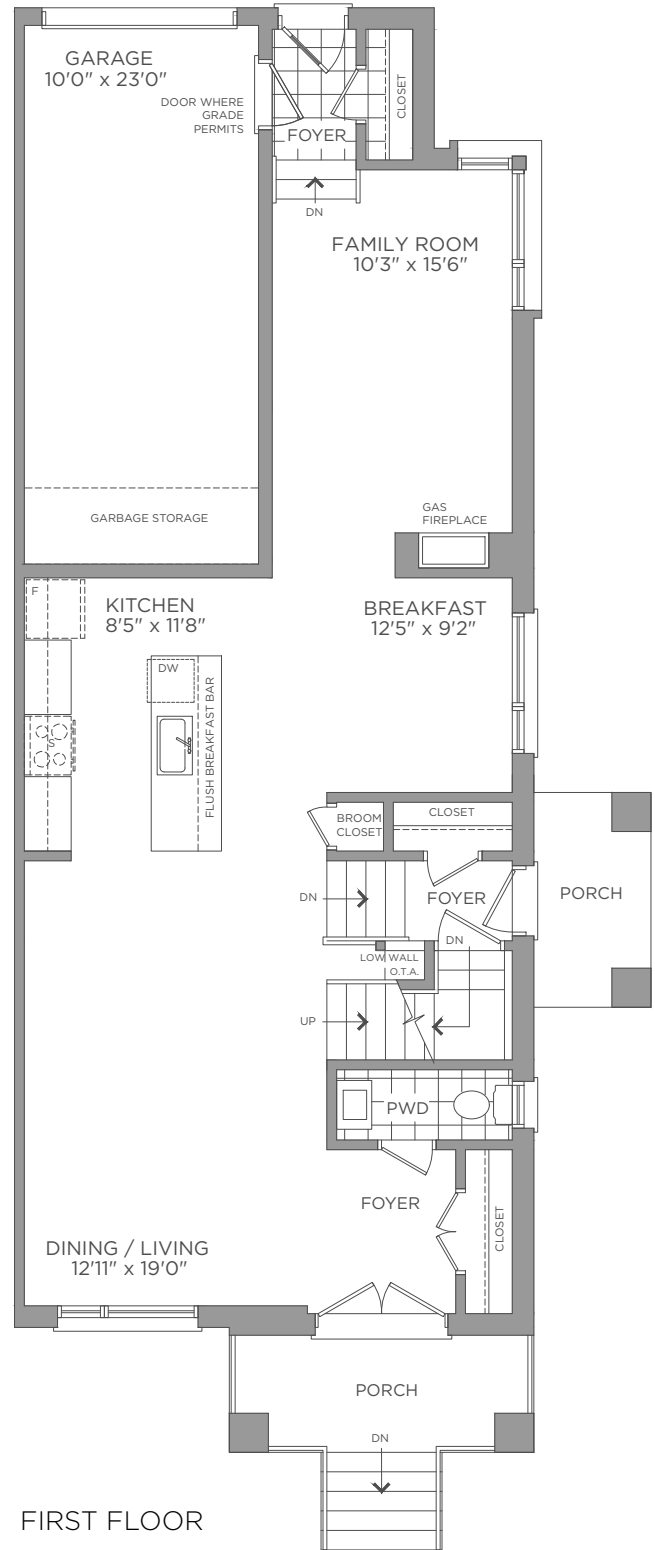 GARAGE
10'0" x 23'0"
DOOR WHERE
GRADE
PERMITS
FOYER
CLOSET
DN
FAMILY ROOM
10'3" x 15'6"
GARBAGE STORAGE
GAS
FIREPLACE
F
KITCHEN
8'5" x 11'8"
BREAKFAST
12'5" x 9'2"
DW
S
FLUSH BREAKFAST BAR
BROOM
CLOSET
CLOSET
DN
FOYER
PORCH
DN
LOW WALL
O.T.A.
UP
PWD
FOYER
CLOSET
DINING / LIVING
12'11" x 19'0"
PORCH
DN
FIRST FLOOR